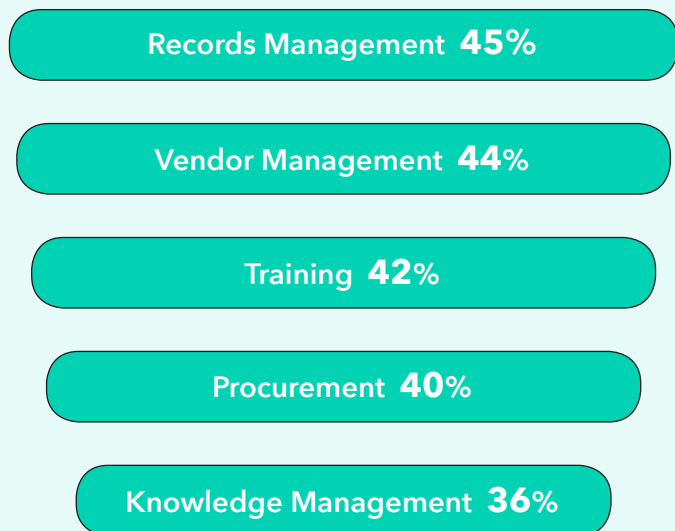 Records Management 45%
Vendor Management 44%
Training 42%
Procurement 40%
Knowledge Management 36%